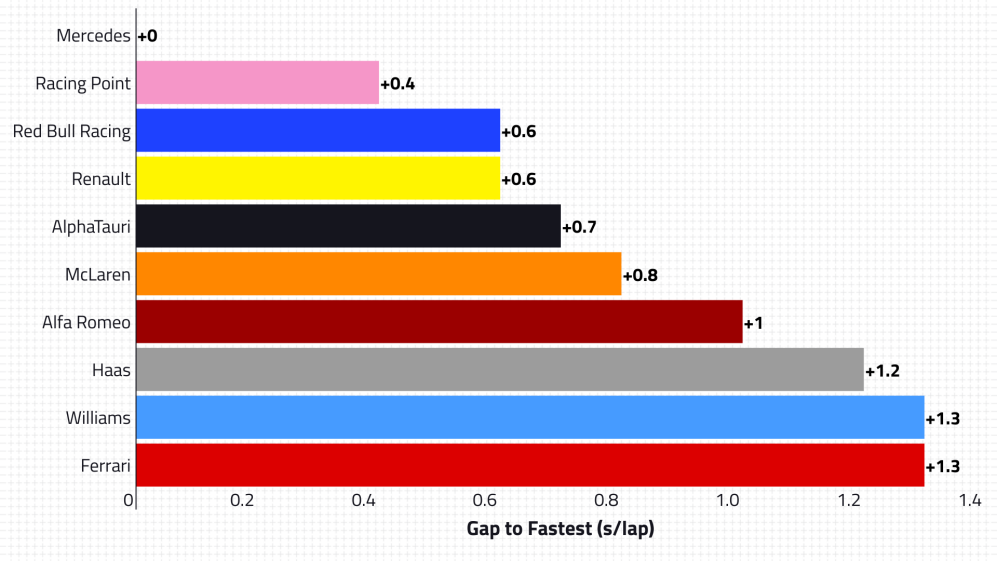 Mercedes +0
Racing Point +0.4
Red Bull Racing +0.6
Renault +0.6
AlphaTauri +0.7
McLaren +0.8
Alfa Romeo +1
Haas +1.2
Williams +1.3
Ferrari +1.3
0 0.2 0.4 0.6 0.8 1.0 1.2 1.4
Gap to Fastest (s/lap)